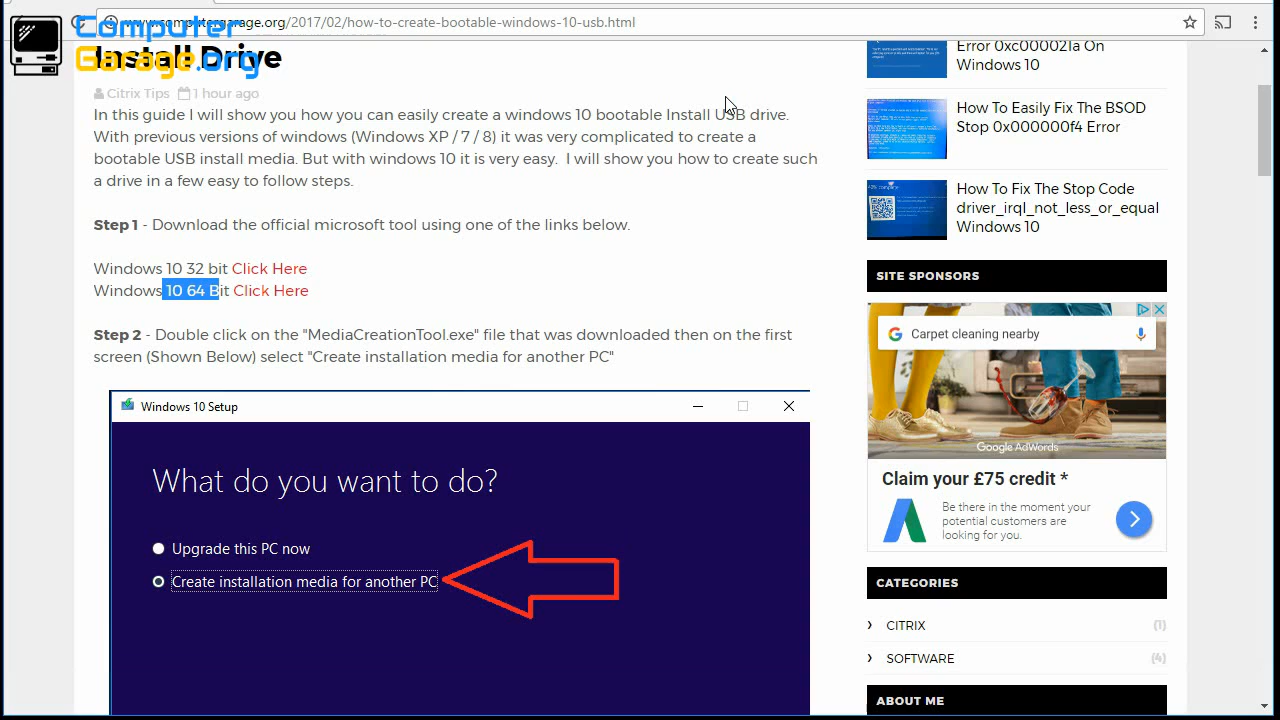 www.computergarage.org/2017/02/how-to-create-bootable-windows-10-usb.html
Computer
Garage.org
Install Drive
Citrix Tips 1 hour ago
In this guide I will show you how you can easily create a windows 10 bootable Install USB drive.
With previous versions of windows (windows XP / 7 / 8) it was very complicated to create a
bootable USB install media. But with windows 10 it is very easy. I will show you how to create such
a drive in a few easy to follow steps.
Step 1 - Download the official microsoft tool using one of the links below.
Windows 10 32 bit Click Here
Windows 10 64 Bit Click Here
Step 2 - Double click on the "MediaCreationTool.exe" file that was downloaded then on the first
screen (Shown Below) select "Create installation media for another PC"
Windows 10 Setup
What do you want to do?
Upgrade this PC now
Create installation media for another PC
Error 0xc000021a On
Windows 10
How To Easily Fix The BSOD
Stop 0x000000f4 Error
How To Fix The Stop Code
driver_irql_not_less_or_equal
Windows 10
SITE SPONSORS
Carpet cleaning nearby
Google AdWords
Claim your £75 credit *
Be there in the moment your
potential customers are
looking for you.
CATEGORIES
CITRIX (1)
SOFTWARE (4)
ABOUT ME